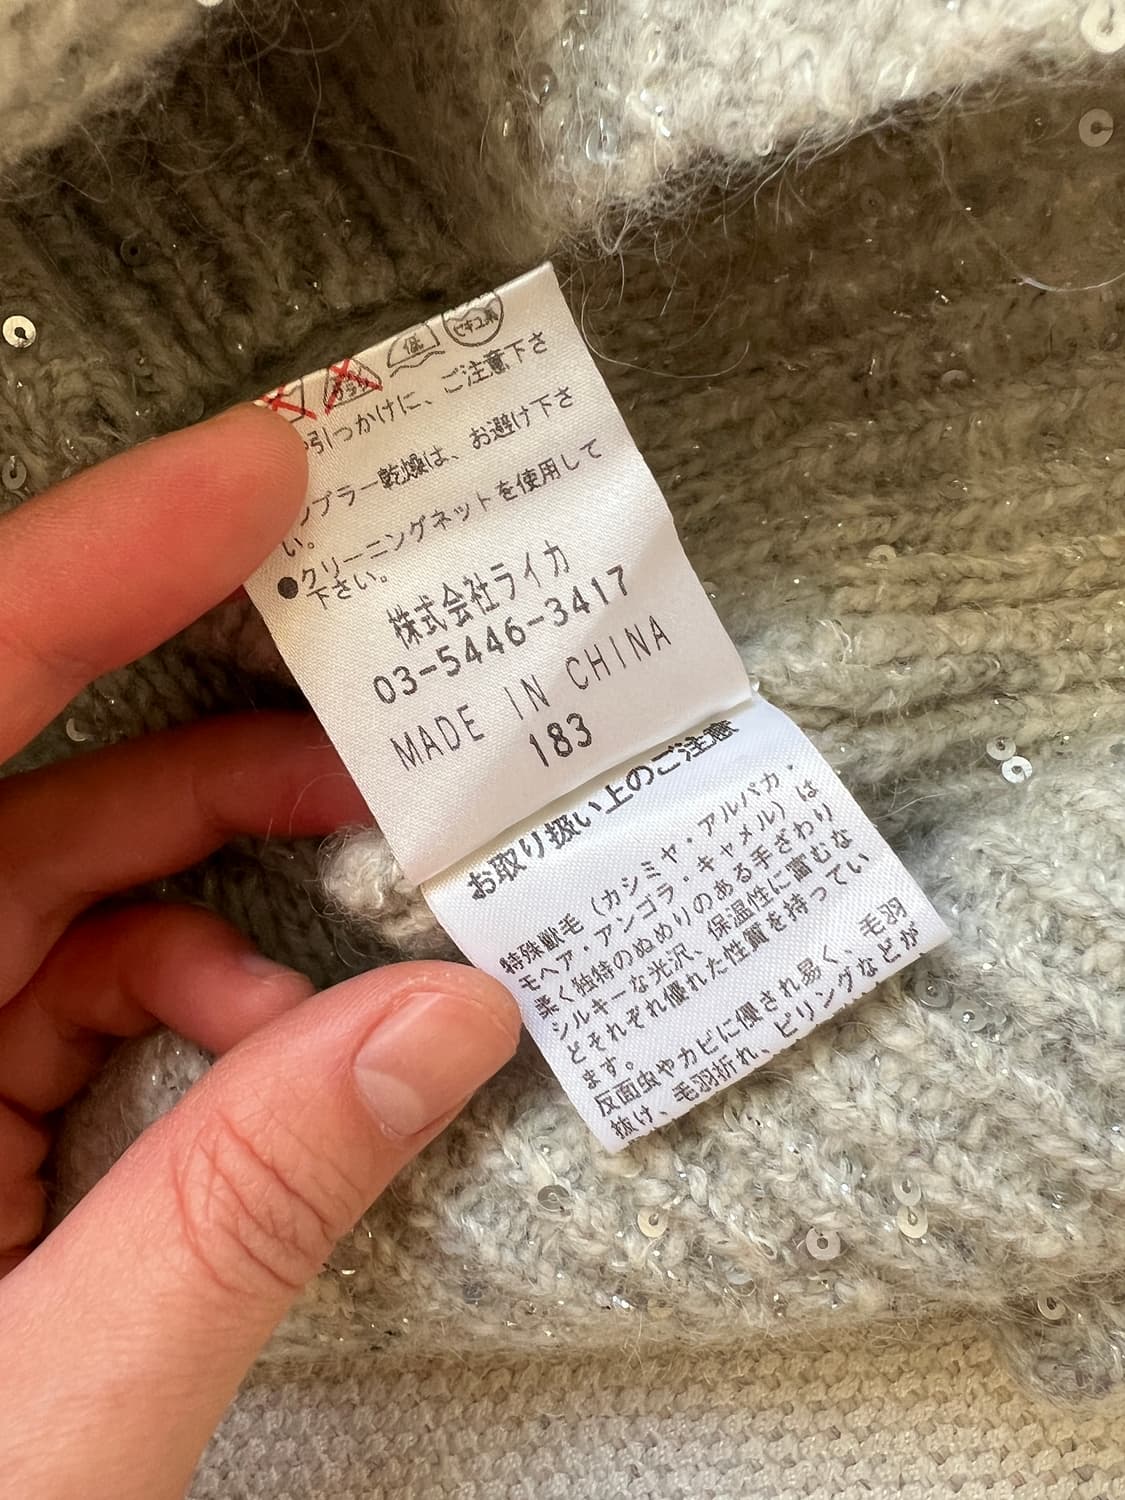 低
セキユ系
引っかけに、ご注意下さ
ンブラー乾燥は、お避け下さ
い。
●クリーニングネットを使用して
下さい。
株式会社ライカ
03-5446-3417
MADE IN CHINA
183
お取り扱い上のご注意
特殊獣毛（カシミヤ・アルパカ・
モヘア・アンゴラ・キャメル）は
柔く独特のぬめりのある手ざわり
シルキーな光沢、保温性に富むな
どそれぞれ優れた性質を持ってい
ます。
反面虫やカビに侵され易く、毛羽
抜け、毛羽折れ、ピリングなどが